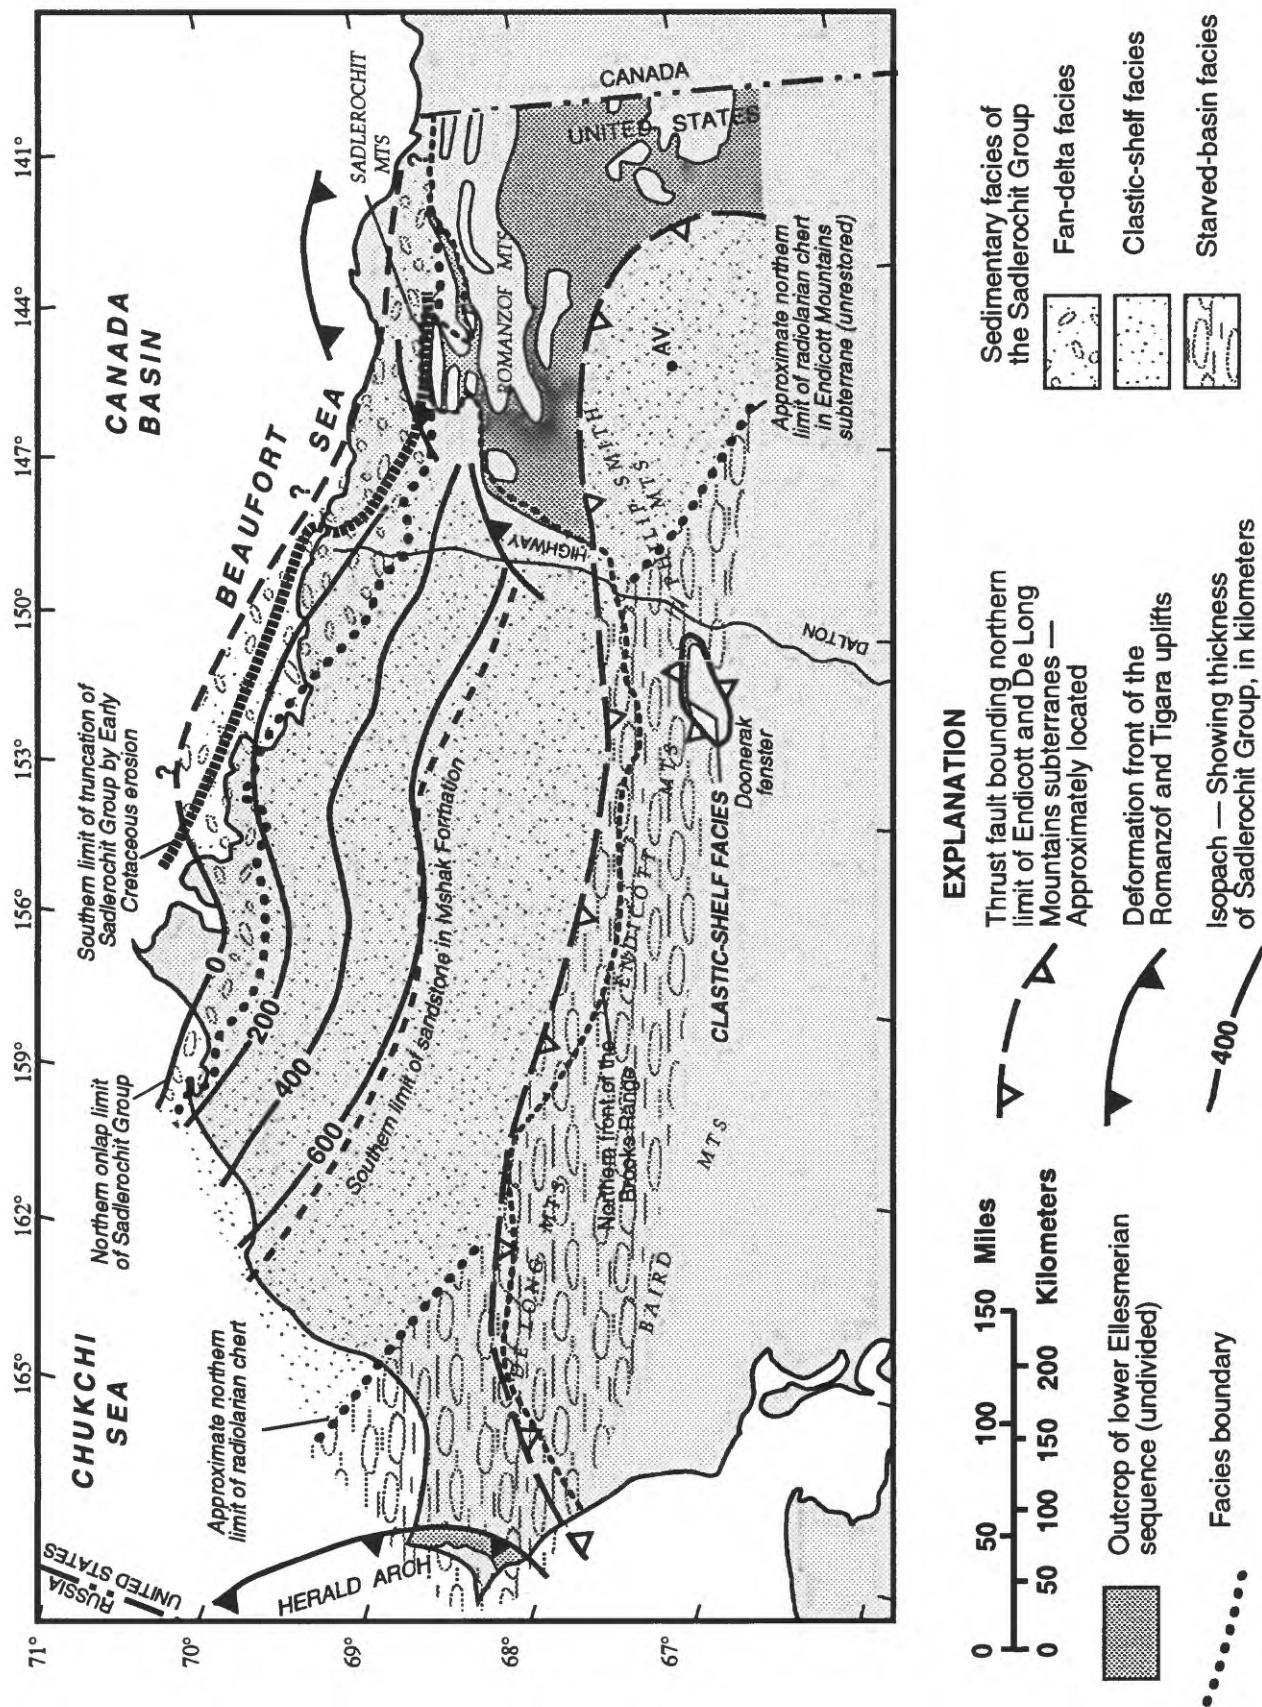 165°
162°
159°
156°
153°
150°
147°
144°
141°
71°
70°
69°
68°
67°
RUSSIA
UNITED STATES
CHUKCHI
SEA
HERALD ARCH
Approximate northern
limit of radiolarian chert
Northern onlap limit
of Sadlerochit Group
Southern limit of truncation of
Sadlerochit Group by Early
Cretaceous erosion
BEAUFORT
SEA
CANADA
BASIN
SADLEROCHIT
MTS
?
?
?
0
200
400
600
Southern limit of sandstone in Mshak Formation
ROMANZOF MTS
CANADA
UNITED STATES
HIGHWAY
DALTON
PHILIP SMITH
MTS
AV
Approximate northern
limit of radiolarian chert
in Endicott Mountains
subterrane (unrestored)
DE LONG MTS
Northern front of the
Brooks Range
ENDICOTT MTS
BAIRD
MTS
CLASTIC-SHELF FACIES
Doonerak
fenster
0 50 100 150 Miles
0 50 100 150 200 Kilometers
Outcrop of lower Ellesmerian
sequence (undivided)
Facies boundary
EXPLANATION
Thrust fault bounding northern
limit of Endicott and De Long
Mountains subterranes —
Approximately located
Deformation front of the
Romanzof and Tigara uplifts
400
Isopach — Showing thickness
of Sadlerochit Group, in kilometers
Sedimentary facies of
the Sadlerochit Group
Fan-delta facies
Clastic-shelf facies
Starved-basin facies